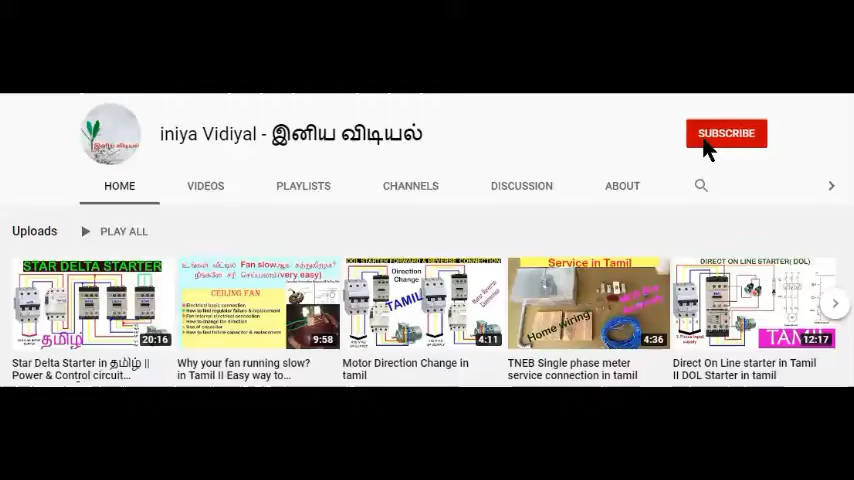 iniya Vidiyal - இனிய விடியல்
SUBSCRIBE
HOME
VIDEOS
PLAYLISTS
CHANNELS
DISCUSSION
ABOUT
Uploads
PLAY ALL
STAR DELTA STARTER
தமிழ்
20:16
Fan slow
CEILING FAN
9:58
DOL STARTER FORWARD & REVERSE CONNECTION
Direction
Change
TAMIL
4:11
Service in Tamil
Home wiring
4:36
DIRECT ON LINE STARTER( DOL)
TAMIL
12:17
Star Delta Starter in தமிழ் ||
Power & Control circuit...
Why your fan running slow?
in Tamil II Easy way to...
Motor Direction Change in
tamil
TNEB Single phase meter
service connection in tamil
Direct On Line starter in Tamil
II DOL Starter in tamil